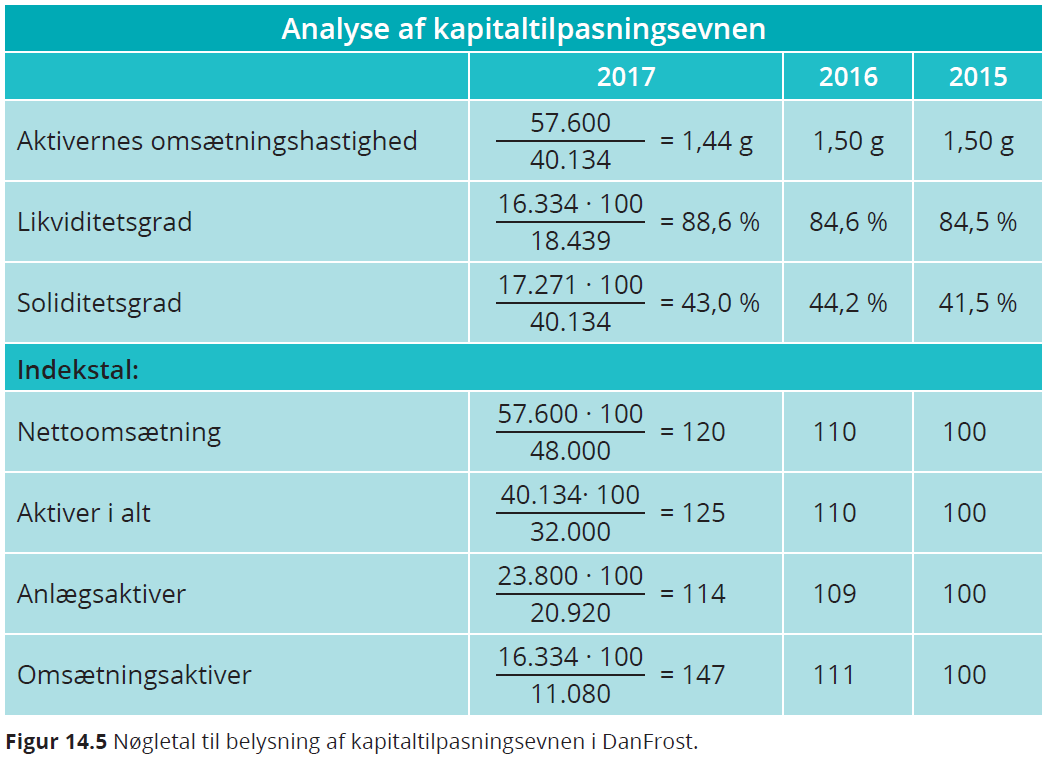 Analyse af kapitaltilpasningsevnen
2017 2016 2015
Aktivernes omsætningshastighed 57.600 / 40.134 = 1,44 g 1,50 g 1,50 g
Likviditetsgrad 16.334 · 100 / 18.439 = 88,6 % 84,6 % 84,5 %
Soliditetsgrad 17.271 · 100 / 40.134 = 43,0 % 44,2 % 41,5 %
Indekstal:
Nettoomsætning 57.600 · 100 / 48.000 = 120 110 100
Aktiver i alt 40.134· 100 / 32.000 = 125 110 100
Anlægsaktiver 23.800 · 100 / 20.920 = 114 109 100
Omsætningsaktiver 16.334 · 100 / 11.080 = 147 111 100
Figur 14.5 Nøgletal til belysning af kapitaltilpasningsevnen i DanFrost.